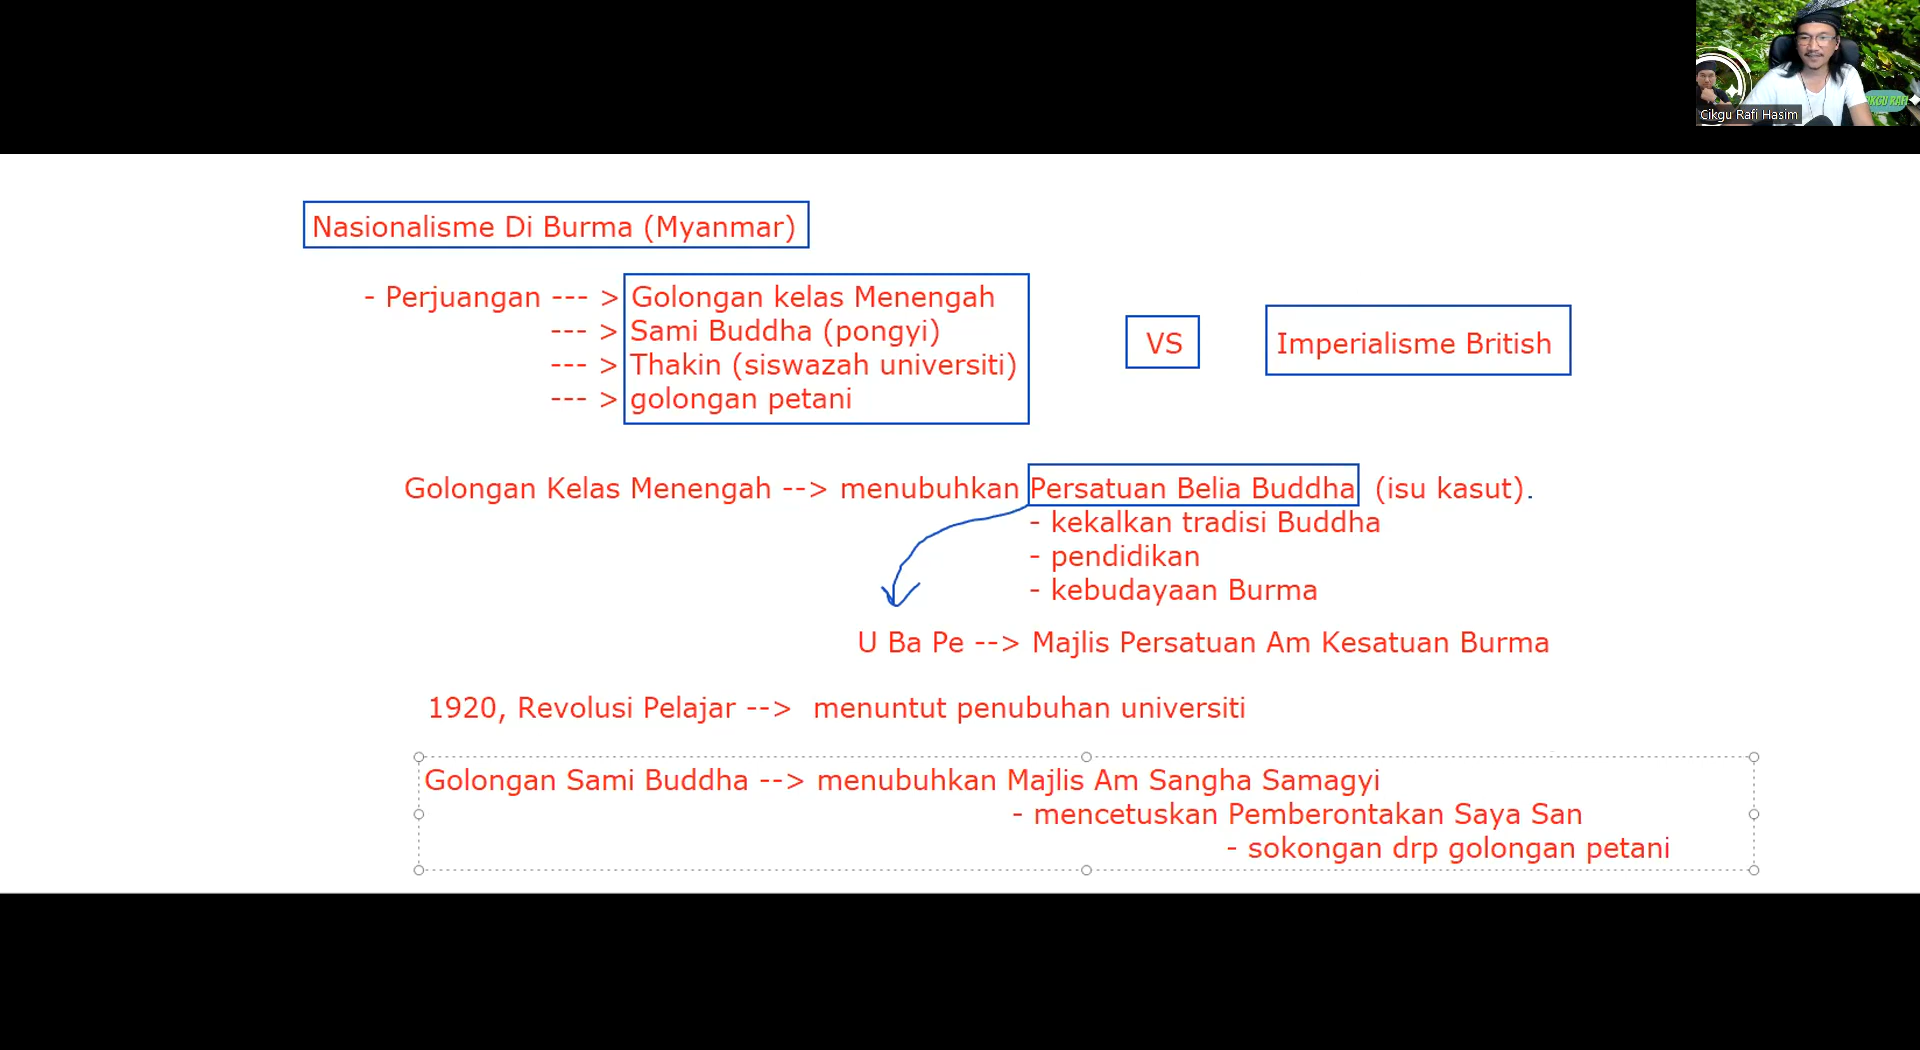 Cikgu Rafi Hasim
Nasionalisme Di Burma (Myanmar)
- Perjuangan --- > Golongan kelas Menengah
--- > Sami Buddha (pongyi)
--- > Thakin (siswazah universiti)
--- > golongan petani
VS
Imperialisme British
Golongan Kelas Menengah --> menubuhkan Persatuan Belia Buddha (isu kasut).
- kekalkan tradisi Buddha
- pendidikan
- kebudayaan Burma
U Ba Pe --> Majlis Persatuan Am Kesatuan Burma
1920, Revolusi Pelajar --> menuntut penubuhan universiti
Golongan Sami Buddha --> menubuhkan Majlis Am Sangha Samagyi
- mencetuskan Pemberontakan Saya San
- sokongan drp golongan petani